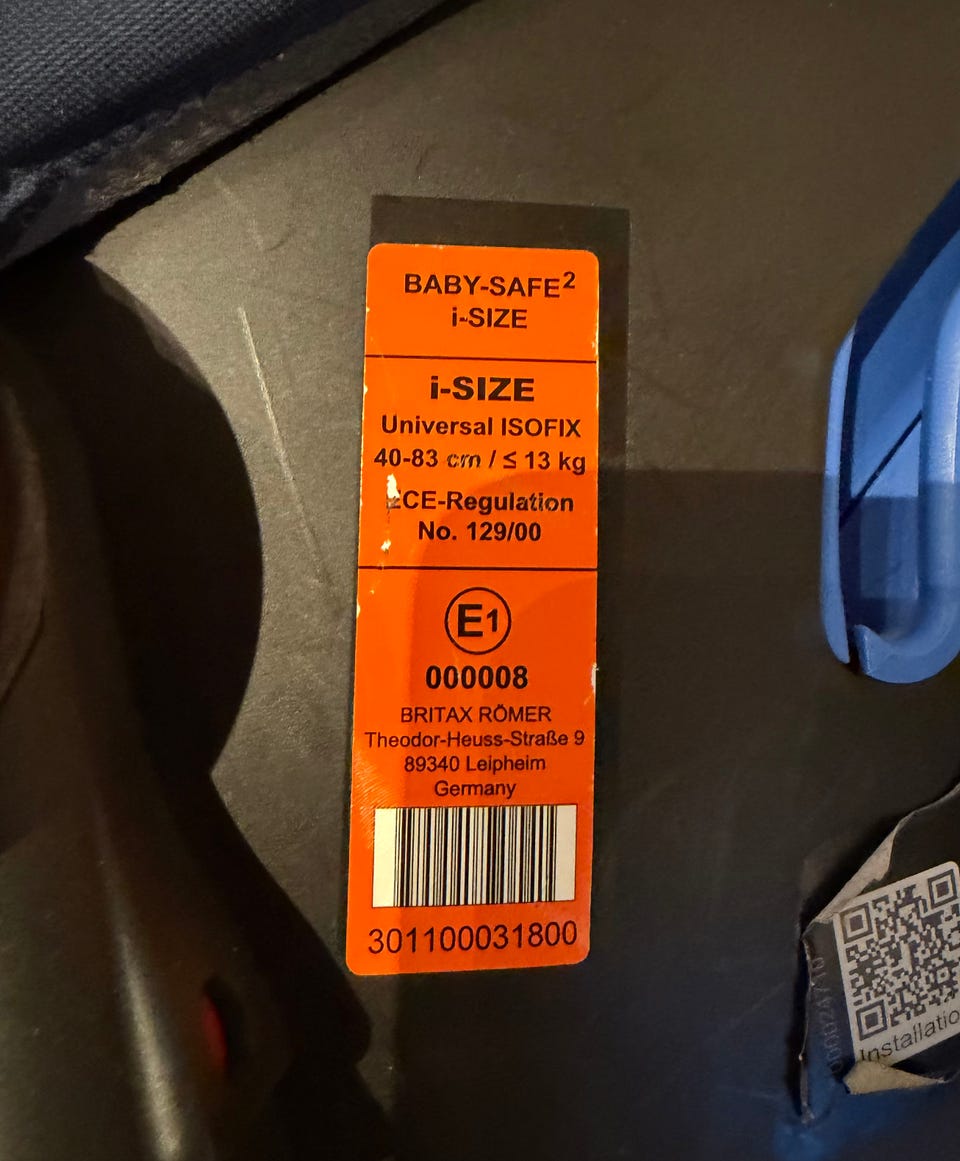 BABY-SAFE²
i-SIZE
i-SIZE
Universal ISOFIX
40-83 cm / ≤ 13 kg
ECE-Regulation
No. 129/00
E1
000008
BRITAX RÖMER
Theodor-Heuss-Straße 9
89340 Leipheim
Germany
301100031800